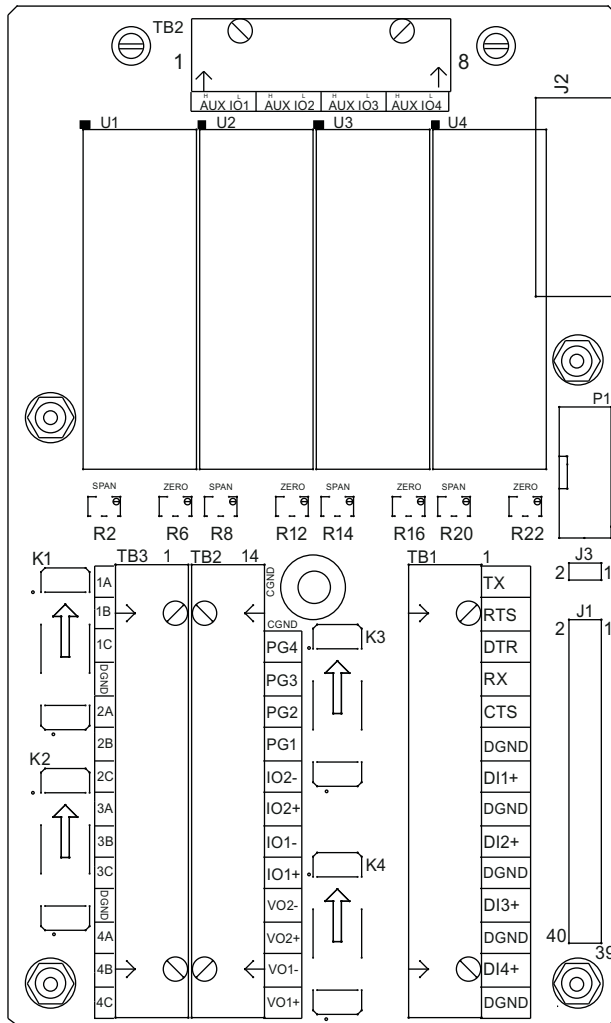 TB2
1 8
J2
H L H L H L H L
AUX IO1 AUX IO2 AUX IO3 AUX IO4
U1 U2 U3 U4
P1
SPAN ZERO SPAN ZERO SPAN ZERO SPAN ZERO
R2 R6 R8 R12 R14 R16 R20 R22
K1
TB3 1 TB2 14
TB1 1
J3
2 1
J1
2 1
40
39
K2
K3
K4
1A
1B
1C
DGND
2A
2B
2C
3A
3B
3C
DGND
4A
4B
4C
CGND
CGND
PG4
PG3
PG2
PG1
IO2-
IO2+
IO1-
IO1+
VO2-
VO2+
VO1-
VO1+
TX
RTS
DTR
RX
CTS
DGND
DI1+
DGND
DI2+
DGND
DI3+
DGND
DI4+
DGND